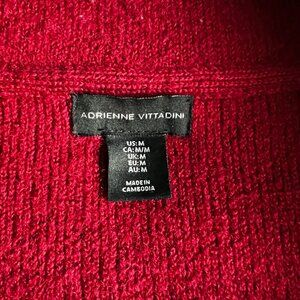 ADRIENNE VITTADINI
US: M
CA: M/M
UK: M
EU: M
AU: M
MADE IN
CAMBODIA